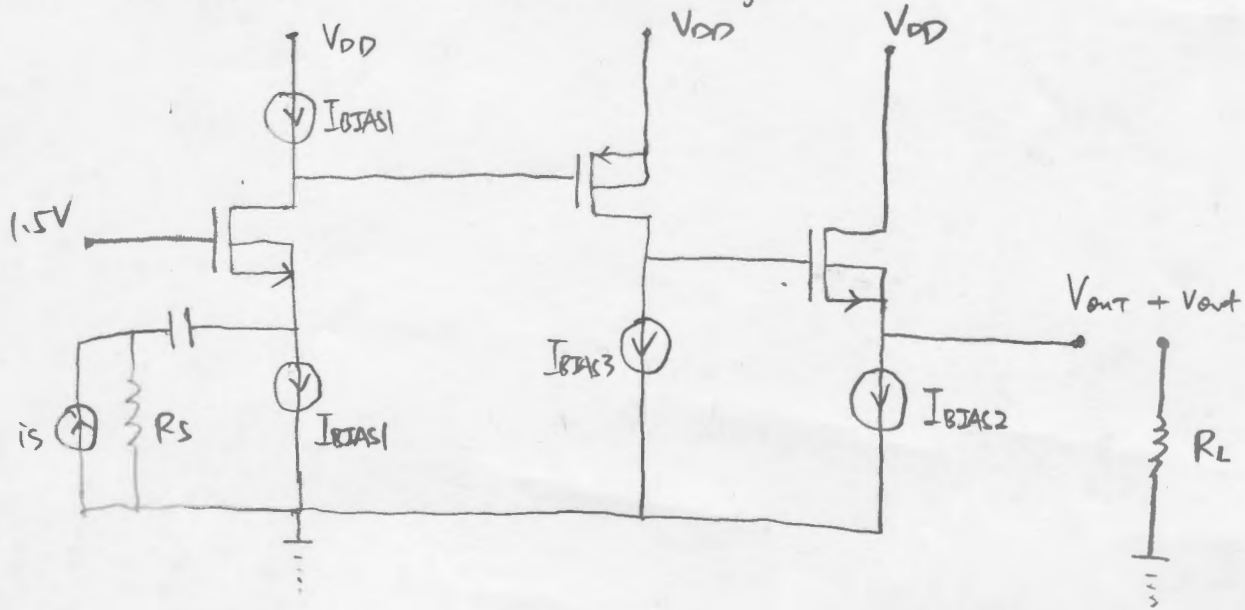 VDD
VDD
VDD
IBIAS1
1.5V
is
RS
IBIAS1
IBIAS3
IBIAS2
VOUT + vout
RL